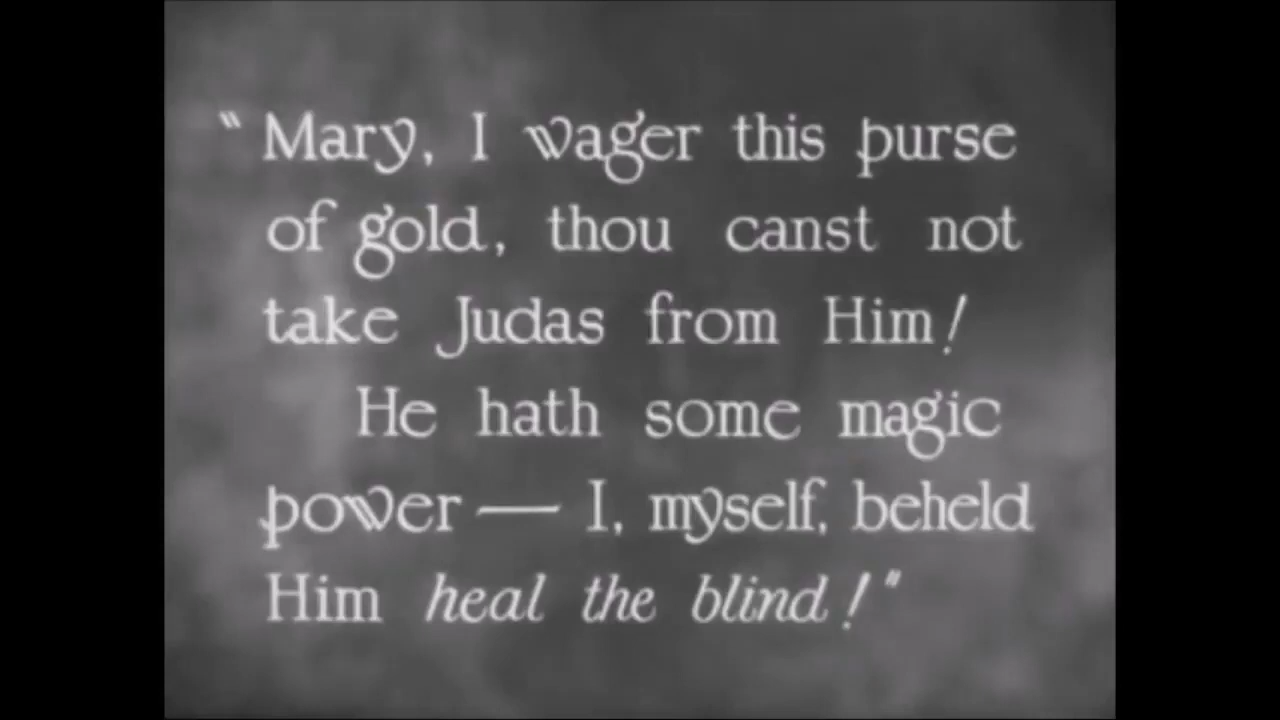 “Mary, I wager this purse
of gold, thou canst not
take Judas from Him!
He hath some magic
power — I, myself, beheld
Him heal the blind!”